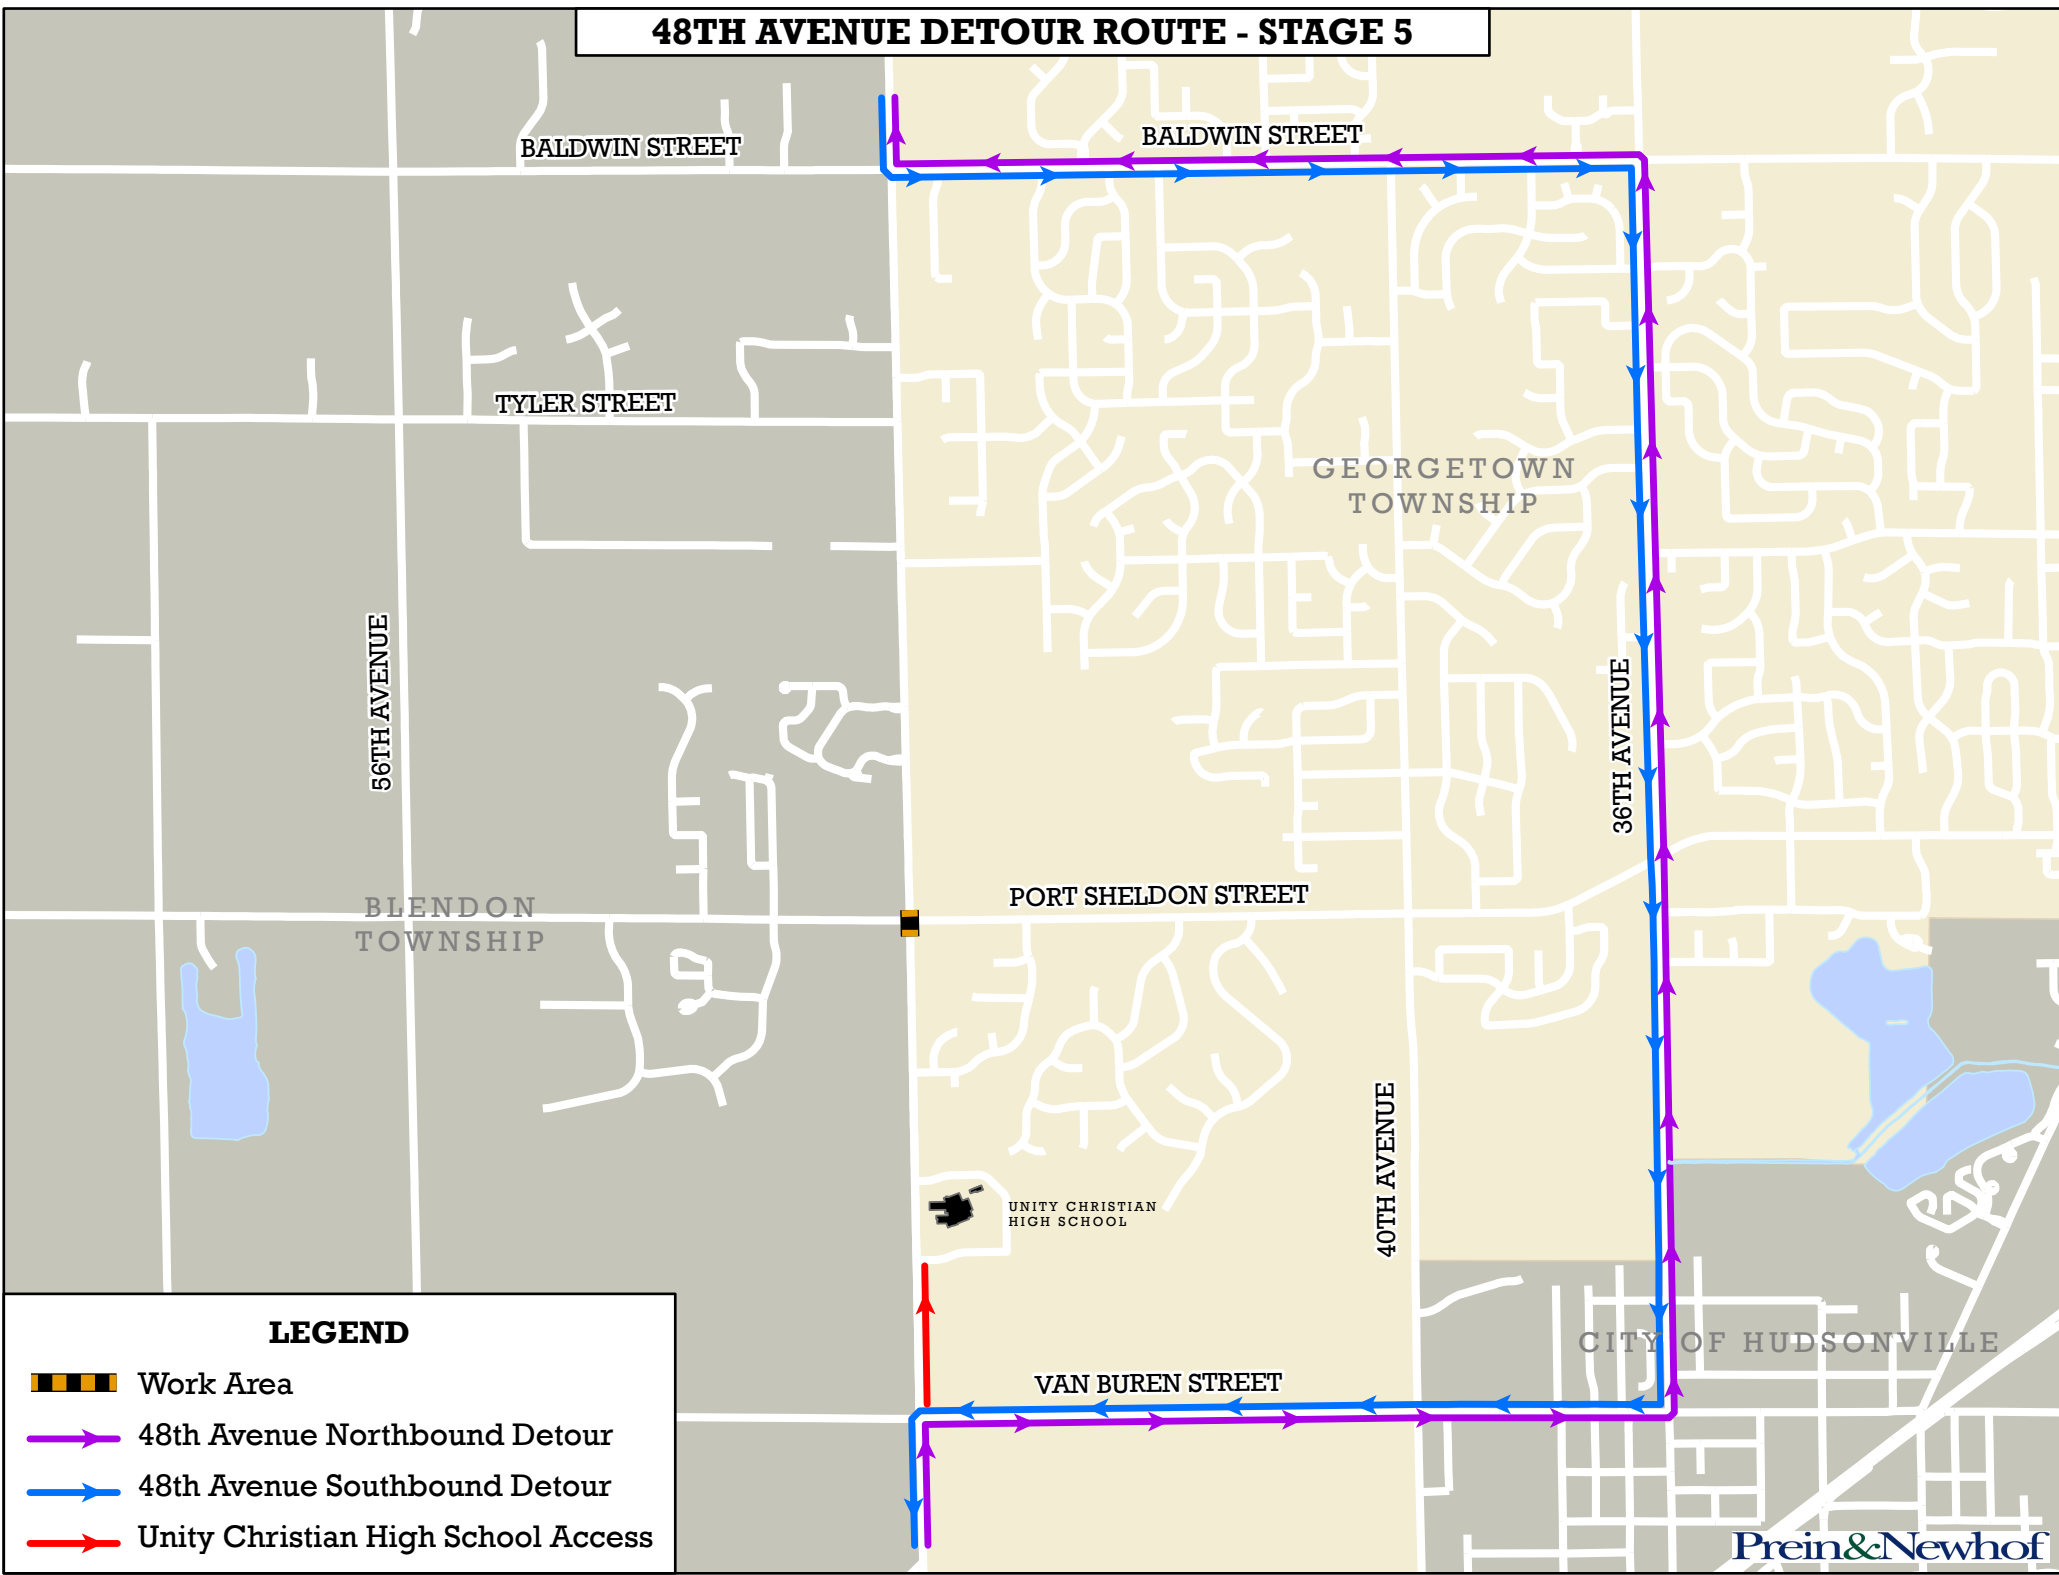 48TH AVENUE DETOUR ROUTE - STAGE 5
BALDWIN STREET
BALDWIN STREET
TYLER STREET
GEORGETOWN
TOWNSHIP
56TH AVENUE
36TH AVENUE
PORT SHELDON STREET
BLENDON
TOWNSHIP
40TH AVENUE
UNITY CHRISTIAN
HIGH SCHOOL
CITY OF HUDSONVILLE
VAN BUREN STREET
LEGEND
Work Area
48th Avenue Northbound Detour
48th Avenue Southbound Detour
Unity Christian High School Access
Prein&Newhof